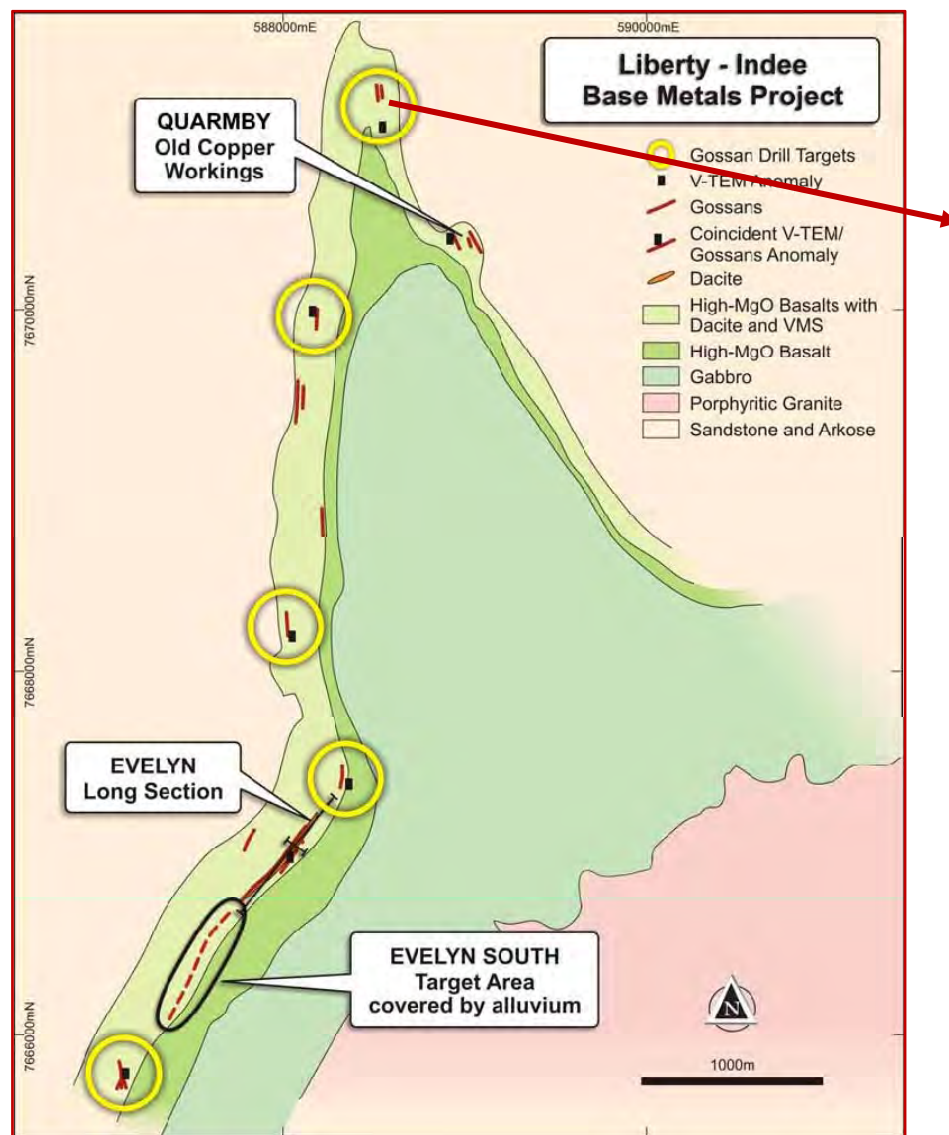 588000mE
590000mE
Liberty - Indee
Base Metals Project
QUARMBY
Old Copper
Workings
Gossan Drill Targets
V-TEM Anomaly
Gossans
Coincident V-TEM/
Gossans Anomaly
Dacite
High-MgO Basalts with
Dacite and VMS
High-MgO Basalt
Gabbro
Porphyritic Granite
Sandstone and Arkose
7670000mN
7668000mN
EVELYN
Long Section
EVELYN SOUTH
Target Area
covered by alluvium
N
7666000mN
1000m